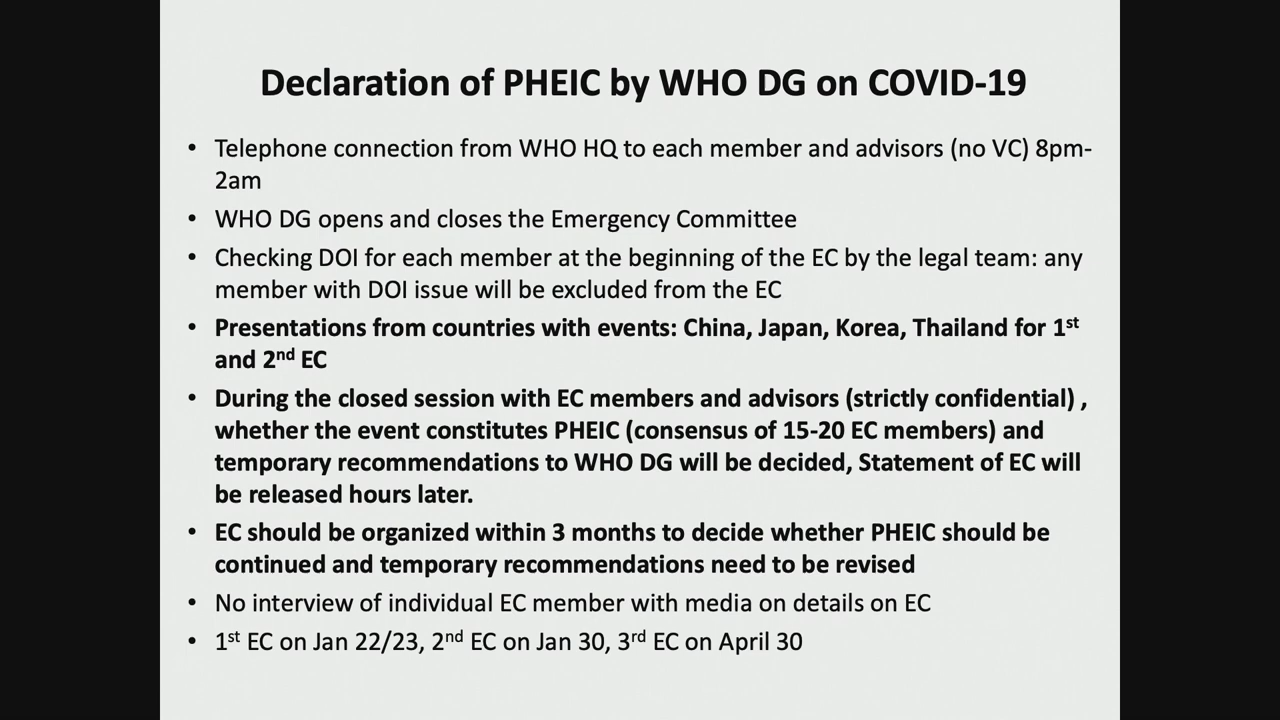 Declaration of PHEIC by WHO DG on COVID-19
• Telephone connection from WHO HQ to each member and advisors (no VC) 8pm-
2am
• WHO DG opens and closes the Emergency Committee
• Checking DOI for each member at the beginning of the EC by the legal team: any
member with DOI issue will be excluded from the EC
• Presentations from countries with events: China, Japan, Korea, Thailand for 1st
and 2nd EC
• During the closed session with EC members and advisors (strictly confidential) ,
whether the event constitutes PHEIC (consensus of 15-20 EC members) and
temporary recommendations to WHO DG will be decided, Statement of EC will
be released hours later.
• EC should be organized within 3 months to decide whether PHEIC should be
continued and temporary recommendations need to be revised
• No interview of individual EC member with media on details on EC
• 1st EC on Jan 22/23, 2nd EC on Jan 30, 3rd EC on April 30